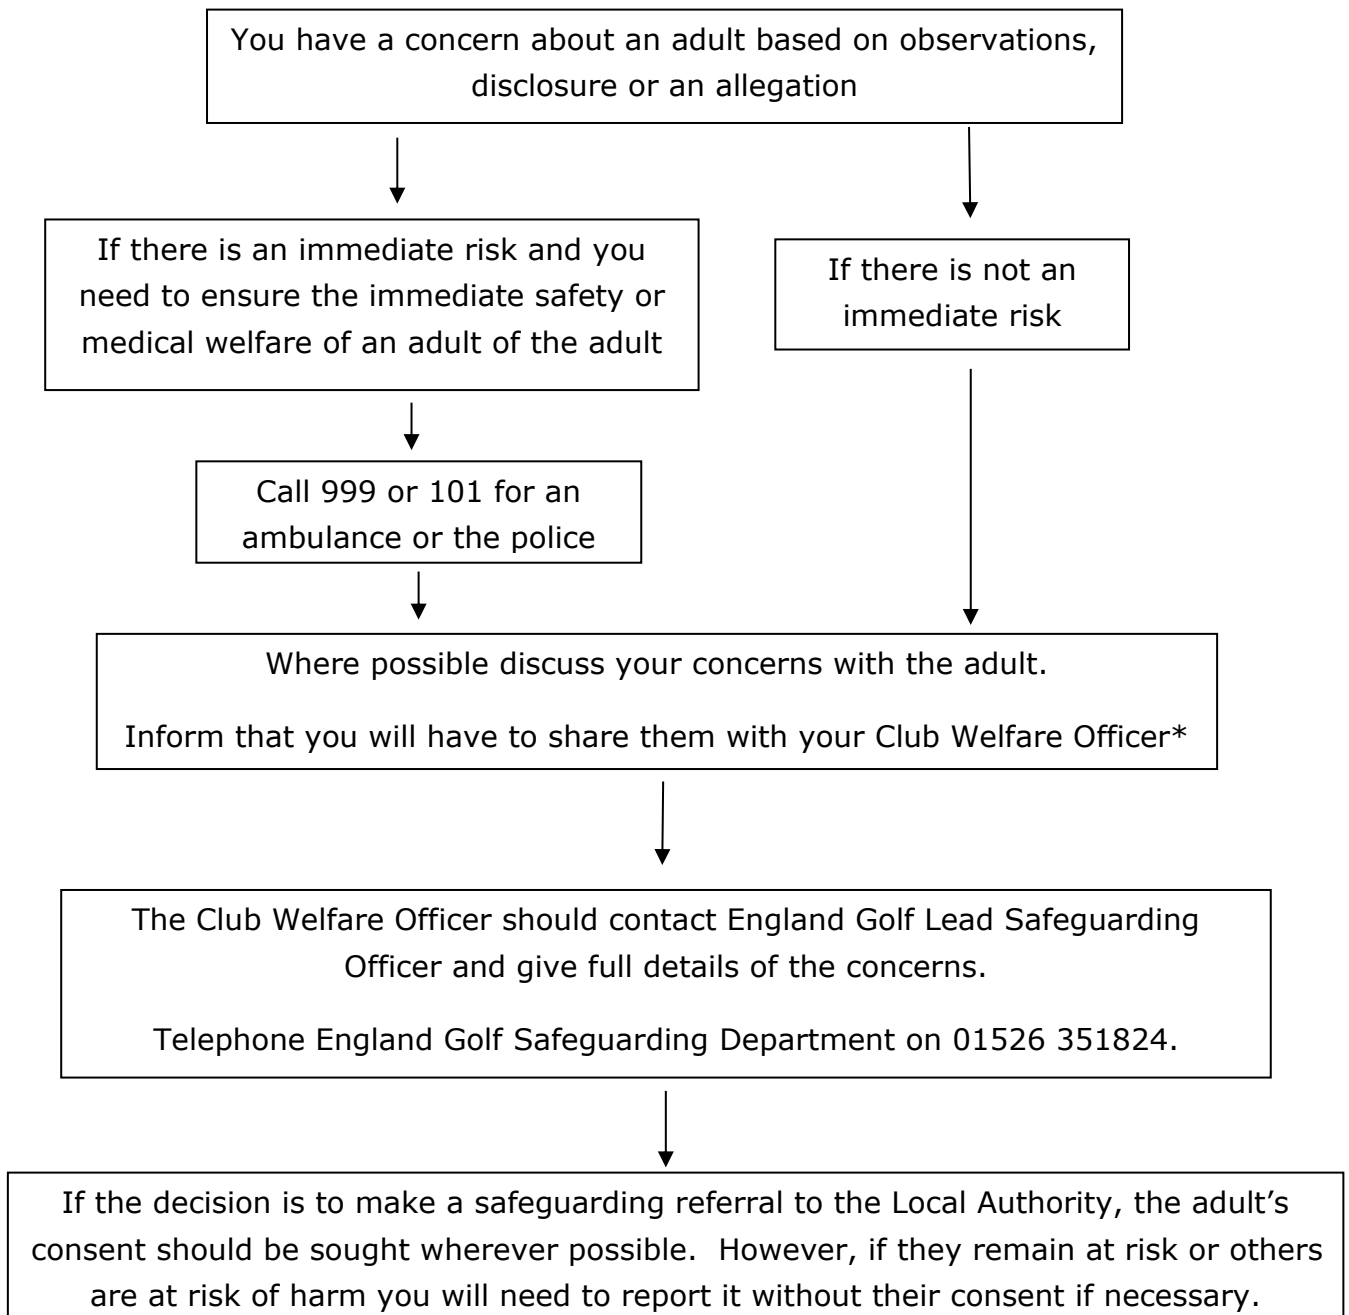 You have a concern about an adult based on observations,
disclosure or an allegation
If there is an immediate risk and you
need to ensure the immediate safety or
medical welfare of an adult of the adult
If there is not an
immediate risk
Call 999 or 101 for an
ambulance or the police
Where possible discuss your concerns with the adult.
Inform that you will have to share them with your Club Welfare Officer*
The Club Welfare Officer should contact England Golf Lead Safeguarding
Officer and give full details of the concerns.
Telephone England Golf Safeguarding Department on 01526 351824.
If the decision is to make a safeguarding referral to the Local Authority, the adult’s
consent should be sought wherever possible.  However, if they remain at risk or others
are at risk of harm you will need to report it without their consent if necessary.